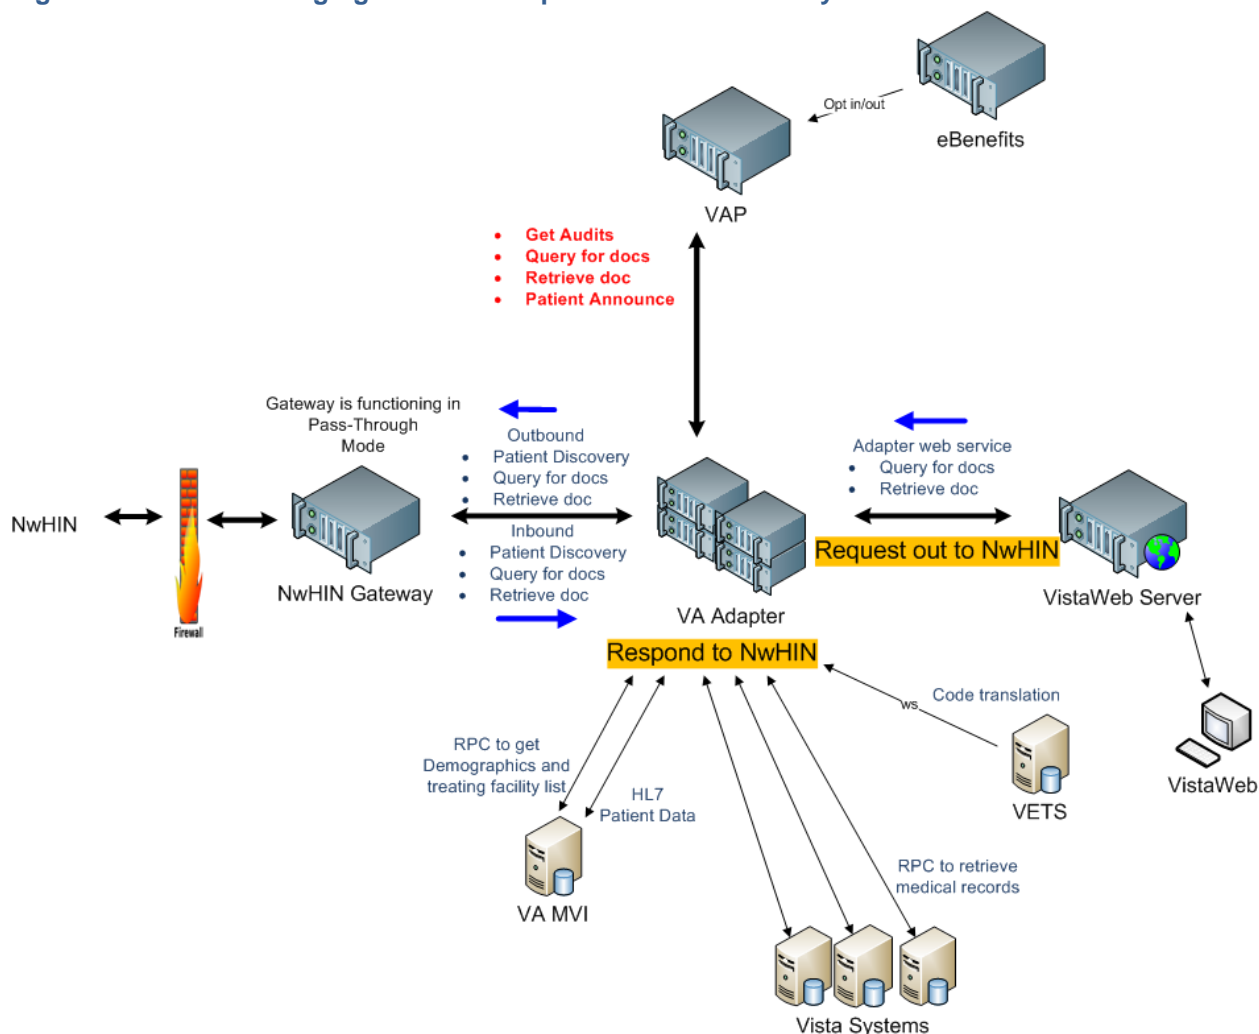 Opt in/out
eBenefits
VAP
• Get Audits
• Query for docs
• Retrieve doc
• Patient Announce
Gateway is functioning in
Pass-Through
Mode
Outbound
• Patient Discovery
• Query for docs
• Retrieve doc
Adapter web service
• Query for docs
• Retrieve doc
NwHIN
Firewall
NwHIN Gateway
Inbound
• Patient Discovery
• Query for docs
• Retrieve doc
VA Adapter
Request out to NwHIN
VistaWeb Server
Respond to NwHIN
ws
Code translation
VETS
VistaWeb
RPC to get
Demographics and
treating facility list
HL7
Patient Data
VA MVI
RPC to retrieve
medical records
Vista Systems